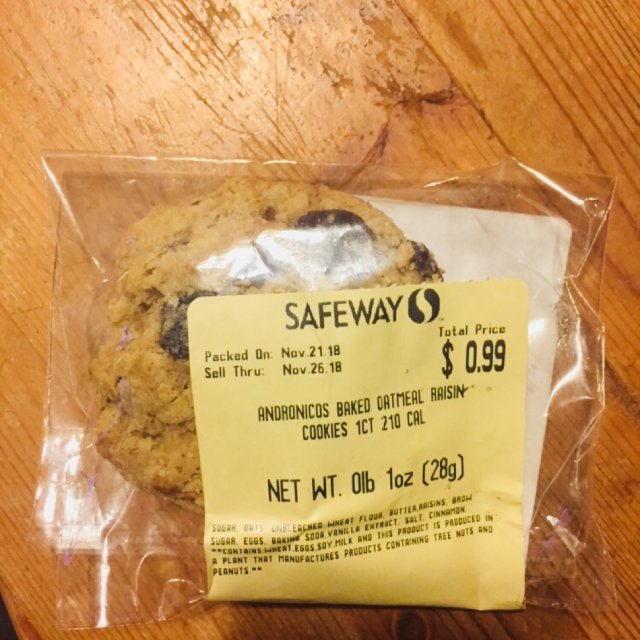 SAFEWAY
Total Price
Packed On: Nov.21.18
$ 0.99
Sell Thru: Nov.26.18
ANDRONICOS BAKED OATMEAL RAISIN
COOKIES 1CT 210 CAL
NET WT. 0lb 1oz (28g)
SUGAR, OATS, UNBLEACHED WHEAT FLOUR, BUTTER,RAISINS, BROW
SUGAR, EGGS, BAKING SODA,VANILLA EXTRACT, SALT, CINNAMON
**CONTAINS:WHEAT,EGGS,SOY,MILK AND THIS PRODUCT IS PRODUCED IN
A PLANT THAT MANUFACTURES PRODUCTS CONTAINING TREE NUTS AND
PEANUTS.**